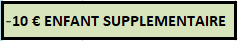 -10 € ENFANT SUPPLEMENTAIRE